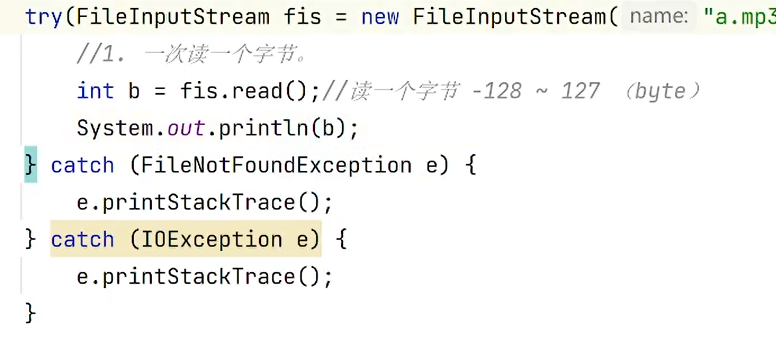 try(FileInputStream fis = new FileInputStream( name: "a.mp3
//1. 一次读一个字节。
int b = fis.read();//读一个字节 -128 ~ 127 （byte）
System.out.println(b);
} catch (FileNotFoundException e) {
e.printStackTrace();
} catch (IOException e) {
e.printStackTrace();
}